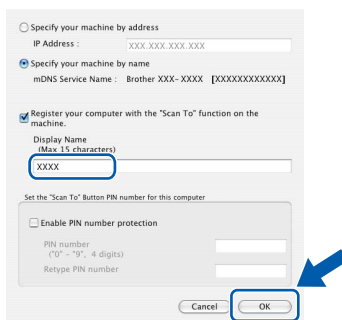 Specify your machine by address
IP Address : XXX.XXX.XXX.XXX
Specify your machine by name
mDNS Service Name : Brother XXX-XXXX [XXXXXXXXXXXX]
Register your computer with the "Scan To" function on the
machine.
Display Name
(Max 15 characters)
XXXX
Set the "Scan To" Button PIN number for this computer
Enable PIN number protection
PIN number
("0" - "9", 4 digits)
Retype PIN number
Cancel OK